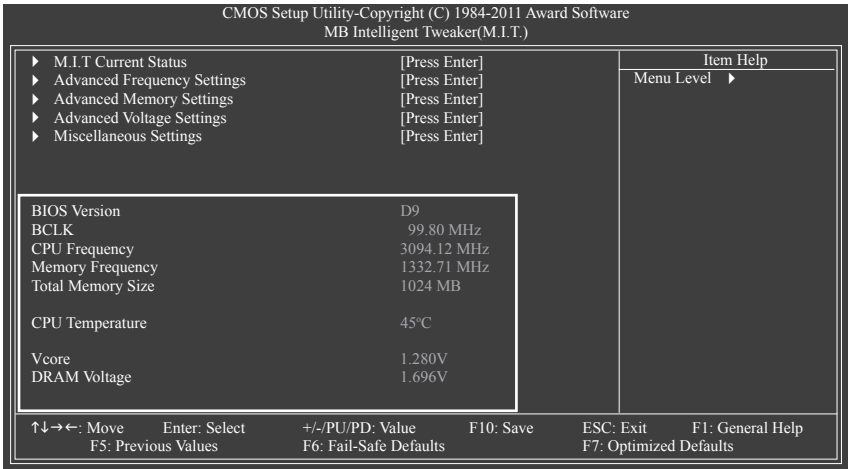 CMOS Setup Utility-Copyright (C) 1984-2011 Award Software
MB Intelligent Tweaker(M.I.T.)
M.I.T Current Status [Press Enter]
Advanced Frequency Settings [Press Enter]
Advanced Memory Settings [Press Enter]
Advanced Voltage Settings [Press Enter]
Miscellaneous Settings [Press Enter]
Item Help
Menu Level
BIOS Version D9
BCLK 99.80 MHz
CPU Frequency 3094.12 MHz
Memory Frequency 1332.71 MHz
Total Memory Size 1024 MB
CPU Temperature 45°C
Vcore 1.280V
DRAM Voltage 1.696V
↑↓→←: Move Enter: Select +/-/PU/PD: Value F10: Save ESC: Exit F1: General Help
F5: Previous Values F6: Fail-Safe Defaults F7: Optimized Defaults